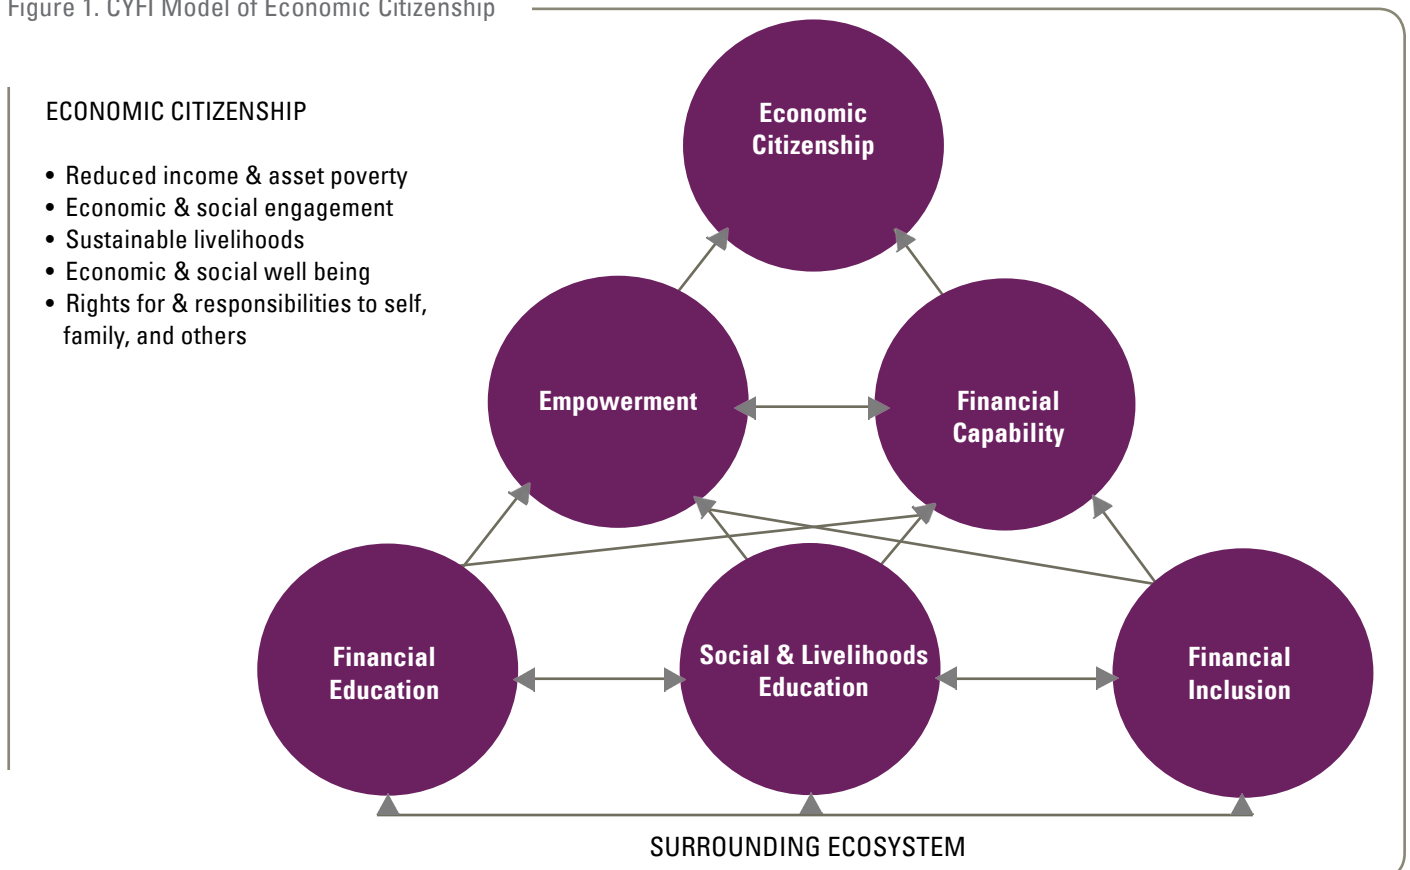 Figure 1. CYFI Model of Economic Citizenship
ECONOMIC CITIZENSHIP
• Reduced income & asset poverty
• Economic & social engagement
• Sustainable livelihoods
• Economic & social well being
• Rights for & responsibilities to self,
family, and others
Economic
Citizenship
Empowerment
Financial
Capability
Financial
Education
Social & Livelihoods
Education
Financial
Inclusion
SURROUNDING ECOSYSTEM